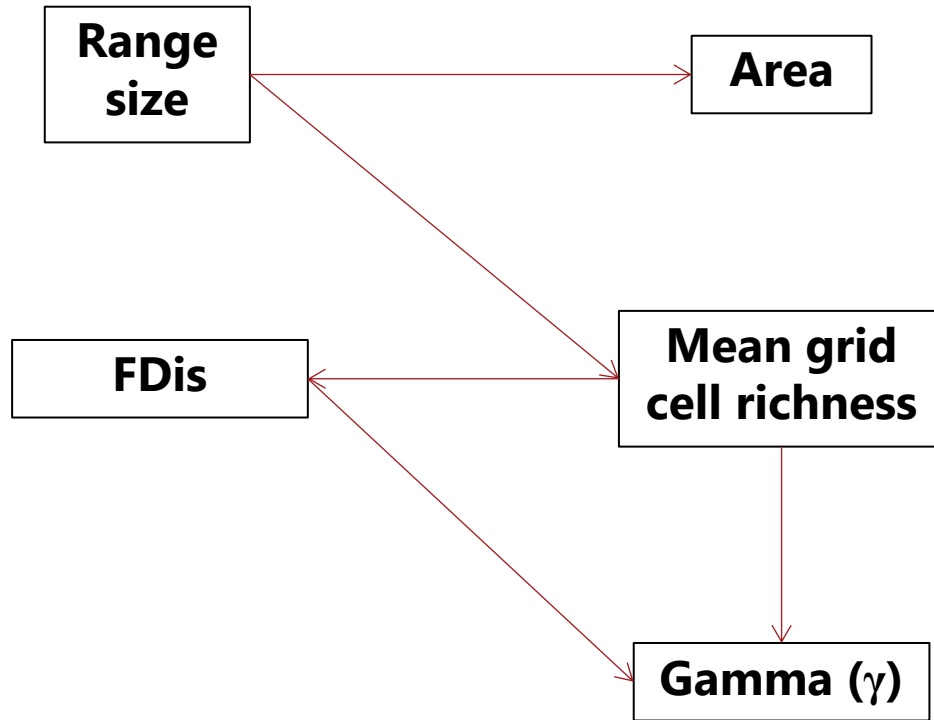 Range
size
Area
FDis
Mean grid
cell richness
Gamma (γ)